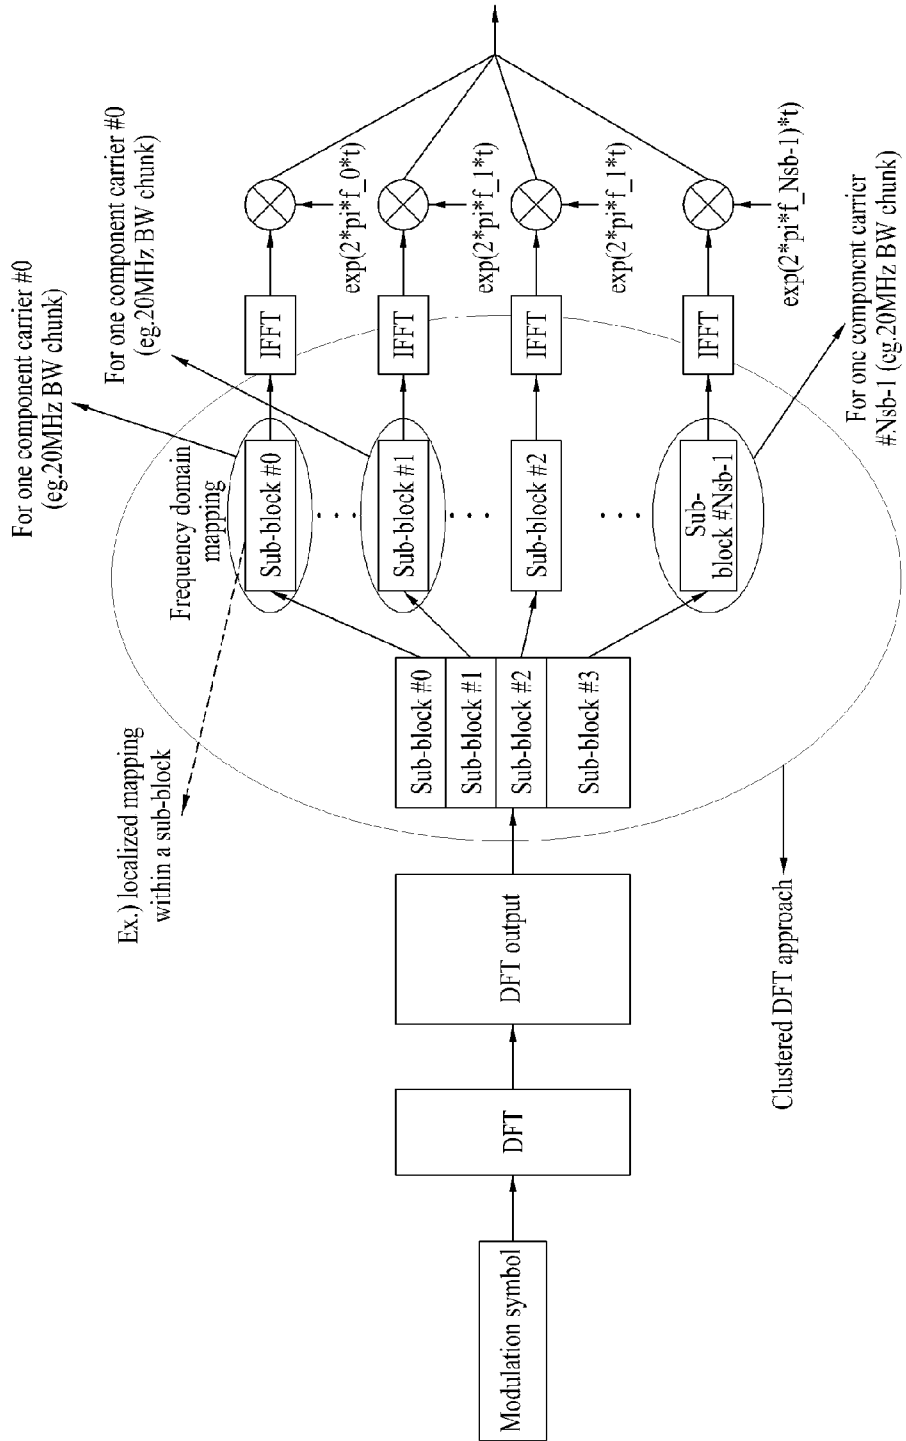 Modulation symbol
DFT
DFT output
Sub-block #0
Sub-block #1
Sub-block #2
Sub-block #3
Ex.) localized mapping
within a sub-block
Frequency domain
mapping
For one component carrier #0
(eg.20MHz BW chunk)
For one component carrier #0
(eg.20MHz BW chunk)
Sub-block #0
IFFT
exp(2*pi*f_0*t)
Sub-block #1
IFFT
exp(2*pi*f_1*t)
Sub-block #2
IFFT
exp(2*pi*f_1*t)
Sub-
block #Nsb-1
IFFT
exp(2*pi*f_Nsb-1)*t)
For one component carrier
#Nsb-1 (eg.20MHz BW chunk)
Clustered DFT approach